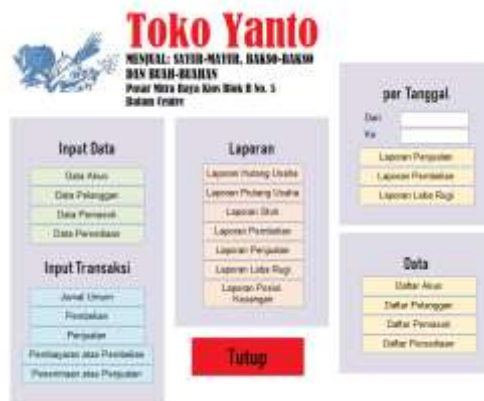 Toko Yanto
MENJUAL: SAYUR-MAYUR, BAKSO-BAKSO
DAN BUAH-BUAHAN
Pasar Mitra Raya Kios Blok B No. 5
Batam Centre
Input Data
Data Akun
Data Pelanggan
Data Pemasok
Data Persediaan
Input Transaksi
Jurnal Umum
Pembelian
Penjualan
Pembayaran atas Pembelian
Penerimaan atas Penjualan
Laporan
Laporan Hutang Usaha
Laporan Piutang Usaha
Laporan Stok
Laporan Pembelian
Laporan Penjualan
Laporan Laba Rugi
Laporan Posisi
Keuangan
Tutup
per Tanggal
Dari
Ke
Laporan Penjualan
Laporan Pembelian
Laporan Laba Rugi
Data
Daftar Akun
Daftar Pelanggan
Daftar Pemasok
Daftar Persediaan